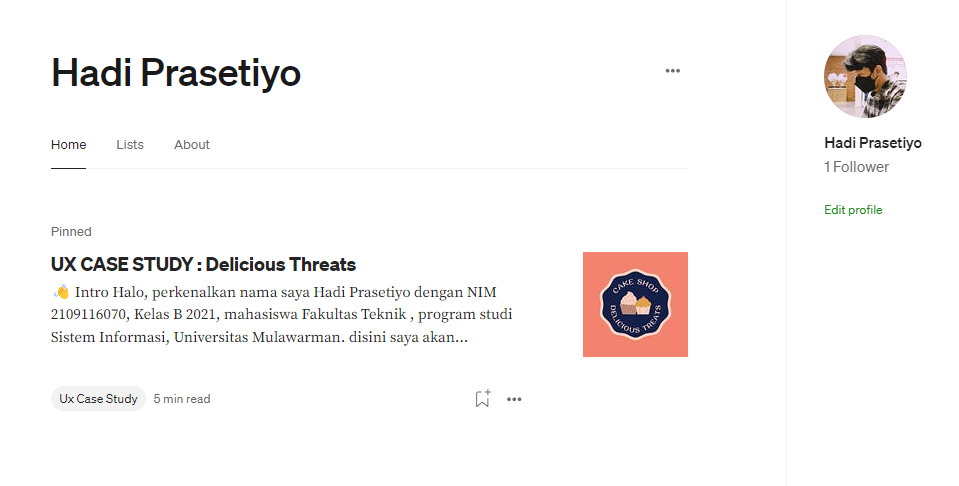 Hadi Prasetiyo
Home
Lists
About
Pinned
UX CASE STUDY : Delicious Threats
👋 Intro Halo, perkenalkan nama saya Hadi Prasetiyo dengan NIM
2109116070, Kelas B 2021, mahasiswa Fakultas Teknik , program studi
Sistem Informasi, Universitas Mulawarman. disini saya akan...
CAKE SHOP
DELICIOUS TREATS
Ux Case Study
5 min read
Hadi Prasetiyo
1 Follower
Edit profile